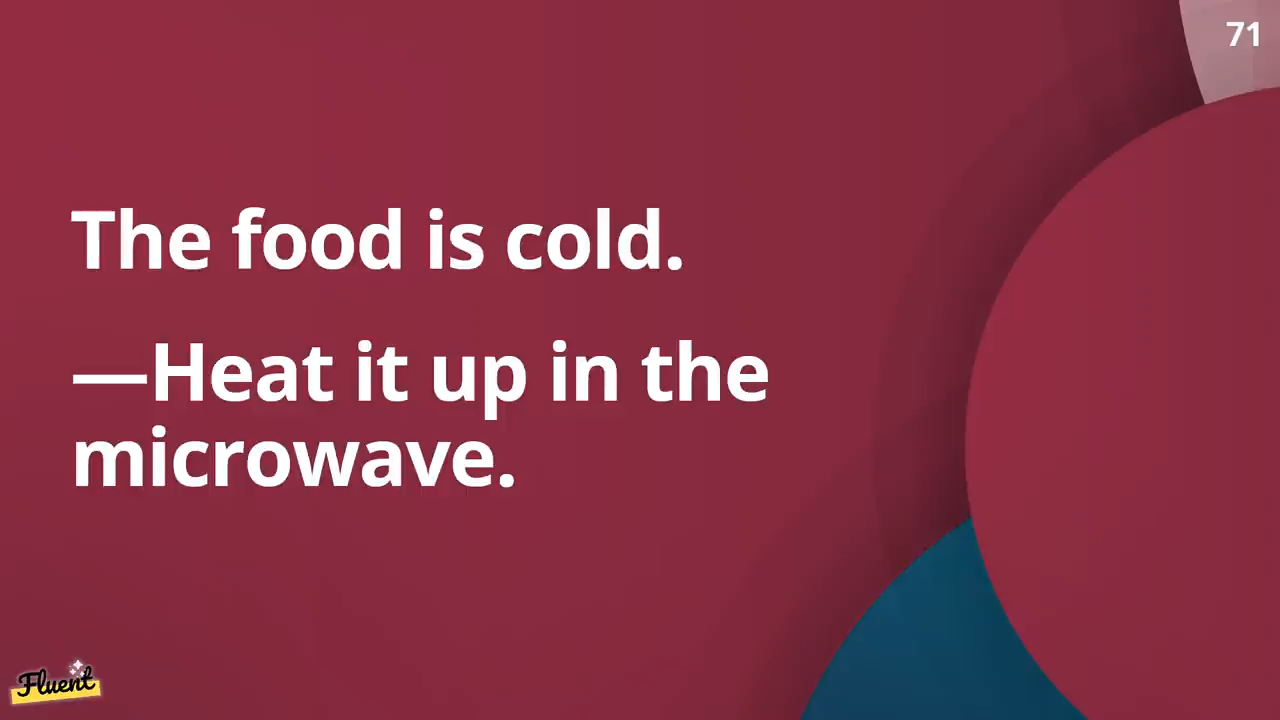 71
The food is cold.
—Heat it up in the
microwave.
Fluent